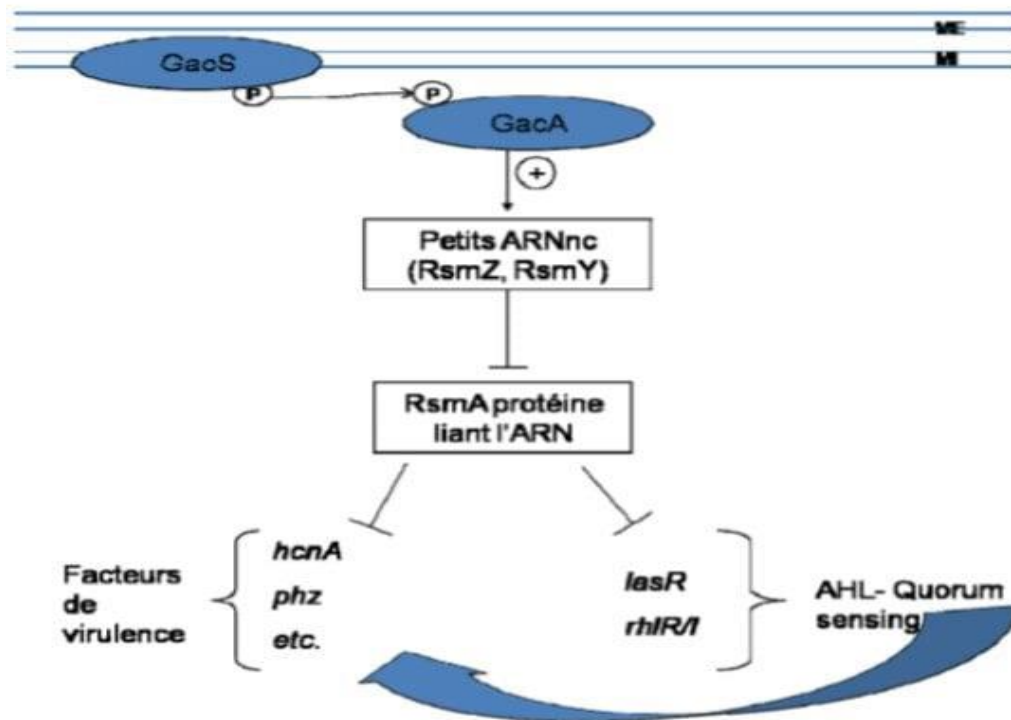 ME
MI
GacS
P
P
GacA
+
Petits ARNnc
(RsmZ, RsmY)
RsmA protéine
liant l'ARN
Facteurs
de
virulence
hcnA
phz
etc.
lasR
rhlR/I
AHL- Quorum
sensing